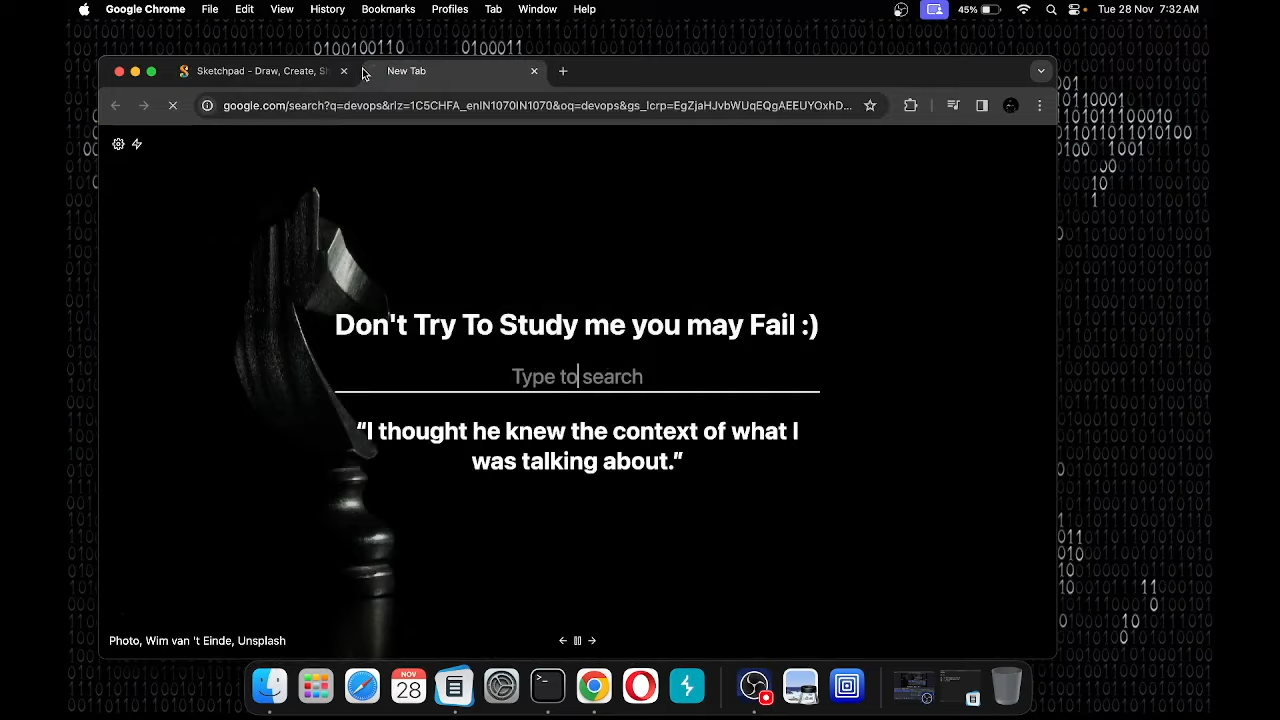 Google Chrome File Edit View History Bookmarks Profiles Tab Window Help 45% Tue 28 Nov 7:32 AM
Sketchpad - Draw, Create, Sh New Tab
google.com/search?q=devops&rlz=1C5CHFA_enIN1070IN1070&oq=devops&gs_lcrp=EgZjaHJvbWUqEQgAEEUYOxhD...
Don't Try To Study me you may Fail :)
Type to search
“I thought he knew the context of what I
was talking about.”
Photo, Wim van 't Einde, Unsplash
NOV
28